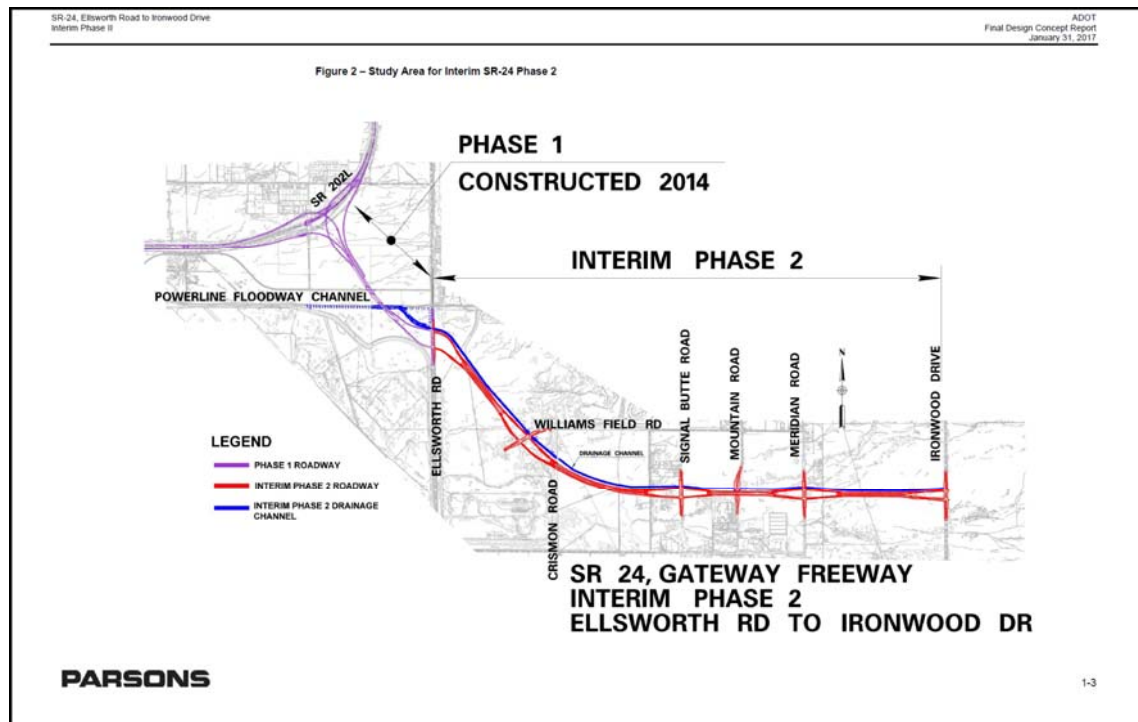 SR-24, Ellsworth Road to Ironwood Drive
Interim Phase II
ADOT
Final Design Concept Report
January 31, 2017
Figure 2 – Study Area for Interim SR-24 Phase 2
PHASE 1
CONSTRUCTED 2014
SR 202L
INTERIM PHASE 2
POWERLINE FLOODWAY CHANNEL
ELLSWORTH RD
WILLIAMS FIELD RD
DRAINAGE CHANNEL
CRISMON ROAD
SIGNAL BUTTE ROAD
MOUNTAIN ROAD
MERIDIAN ROAD
N
IRONWOOD DRIVE
LEGEND
PHASE 1 ROADWAY
INTERIM PHASE 2 ROADWAY
INTERIM PHASE 2 DRAINAGE
CHANNEL
SR 24, GATEWAY FREEWAY
INTERIM PHASE 2
ELLSWORTH RD TO IRONWOOD DR
PARSONS
1-3